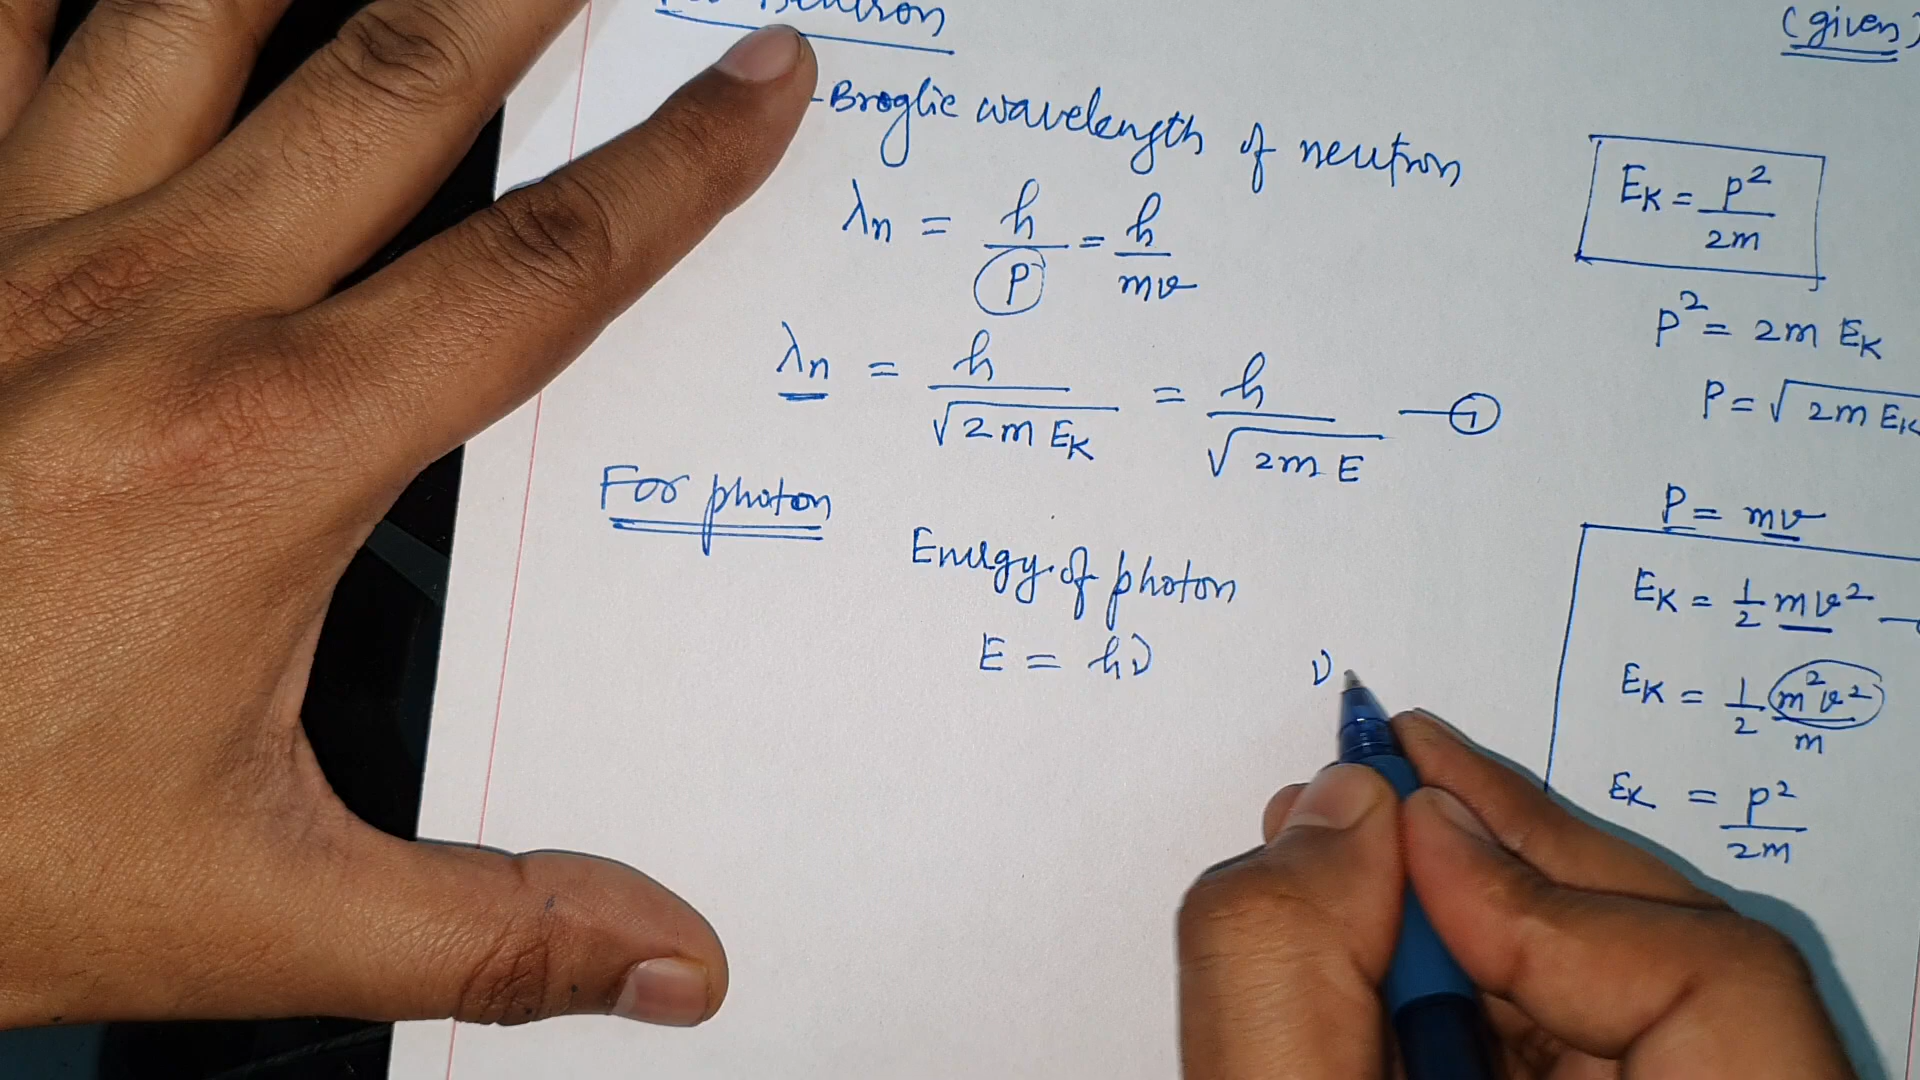 Neutron
(given)
-Broglie wavelength of neutron
λn = h/P = h/mv
λn = h/√2m EK = h/√2m E —①
For photon
Energy of photon
E = hν
ν
EK = p²/2m
p² = 2m EK
P = √2m EK
P = mv
EK = 1/2 mv²
EK = 1/2 m²v²/m
EK = p²/2m